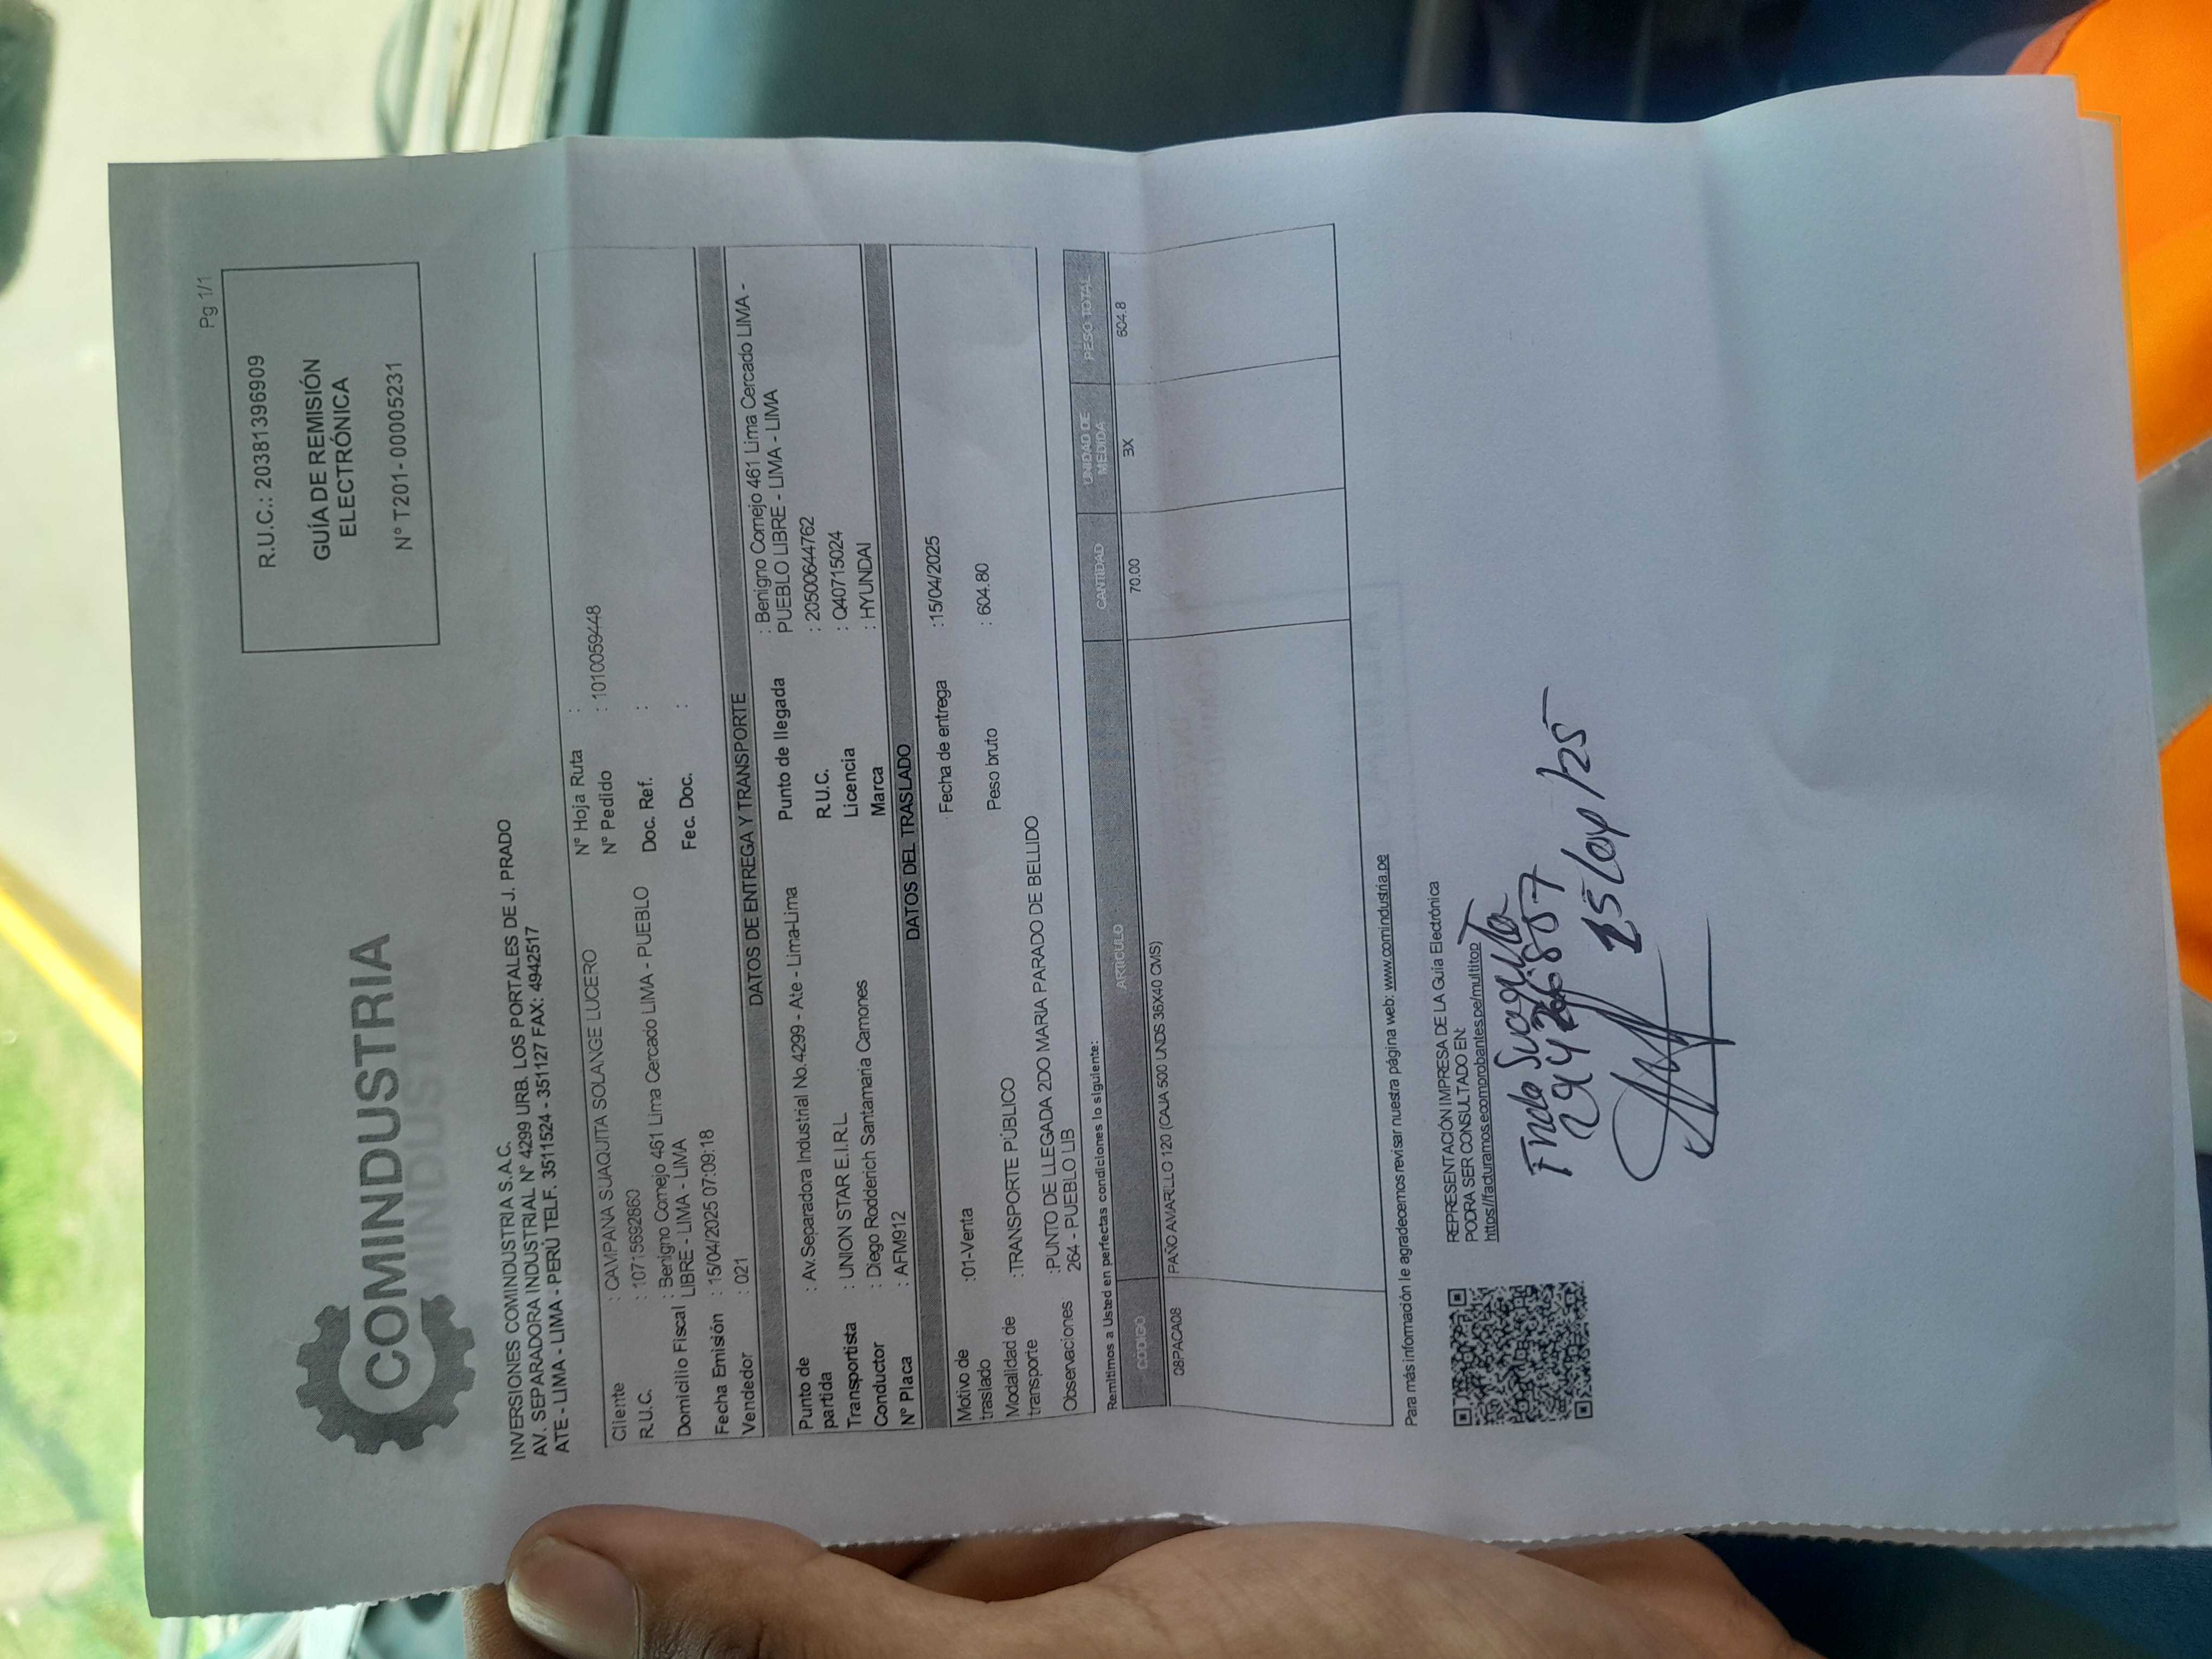 Pg 1/1
COMINDUSTRIA
R.U.C.: 20381396909
GUÍA DE REMISIÓN
ELECTRÓNICA
N° T201-00005231
INVERSIONES COMINDUSTRIA S.A.C.
AV. SEPARADORA INDUSTRIAL N° 4299 URB. LOS PORTALES DE J. PRADO
ATE - LIMA - LIMA - PERÚ TELF. 3511524 - 351127 FAX: 4942517
Cliente : CAMPANA SUAQUITA SOLANGE LUCERO N° Hoja Ruta :
R.U.C. : 10715692860 N° Pedido : 1010059448
Domicilio Fiscal : Benigno Cornejo 461 Lima Cercado LIMA - PUEBLO Doc. Ref. :
LIBRE - LIMA - LIMA
Fecha Emisión : 15/04/2025 07:09:18 Fec. Doc. :
Vendedor : 021
DATOS DE ENTREGA Y TRANSPORTE
Punto de partida : Av.Separadora Industrial No.4299 - Ate - Lima-Lima Punto de llegada : Benigno Cornejo 461 Lima Cercado LIMA -
PUEBLO LIBRE - LIMA - LIMA
Transportista : UNION STAR E.I.R.L R.U.C. : 20500644762
Conductor : Diego Rodderich Santamaria Camones Licencia : Q40715024
N° Placa : AFM912 Marca : HYUNDAI
DATOS DEL TRASLADO
Motivo de traslado :01-Venta Fecha de entrega :15/04/2025
Modalidad de transporte :TRANSPORTE PÚBLICO Peso bruto : 604.80
Observaciones :PUNTO DE LLEGADA 2DO MARIA PARADO DE BELLIDO
264 - PUEBLO LIB
Remitimos a Usted en perfectas condiciones lo siguiente:
CODIGO ARTICULO CANTIDAD UNIDAD DE MEDIDA PESO TOTAL
08PACA08 PAÑO AMARILLO 120 (CAJA 500 UNDS 36X40 CMS) 70.00 3X 604.8
Para más información le agradecemos revisar nuestra página web: www.comindustria.pe
REPRESENTACIÓN IMPRESA DE LA Guía Electrónica
PODRA SER CONSULTADO EN:
https//facturamos.ecomprobantes.pe/multitop
15/04/25